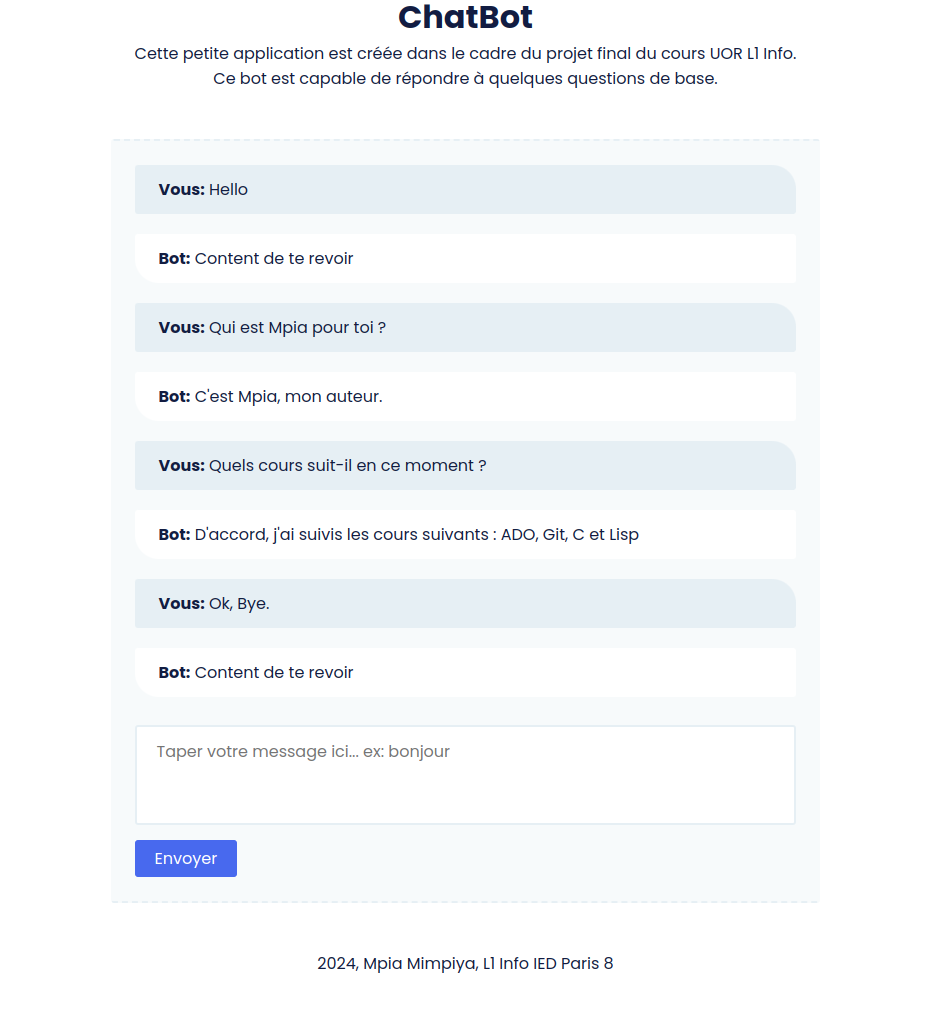 ChatBot
Cette petite application est créée dans le cadre du projet final du cours UOR L1 Info.
Ce bot est capable de répondre à quelques questions de base.
Vous: Hello
Bot: Content de te revoir
Vous: Qui est Mpia pour toi ?
Bot: C'est Mpia, mon auteur.
Vous: Quels cours suit-il en ce moment ?
Bot: D'accord, j'ai suivis les cours suivants : ADO, Git, C et Lisp
Vous: Ok, Bye.
Bot: Content de te revoir
Taper votre message ici... ex: bonjour
Envoyer
2024, Mpia Mimpiya, L1 Info IED Paris 8